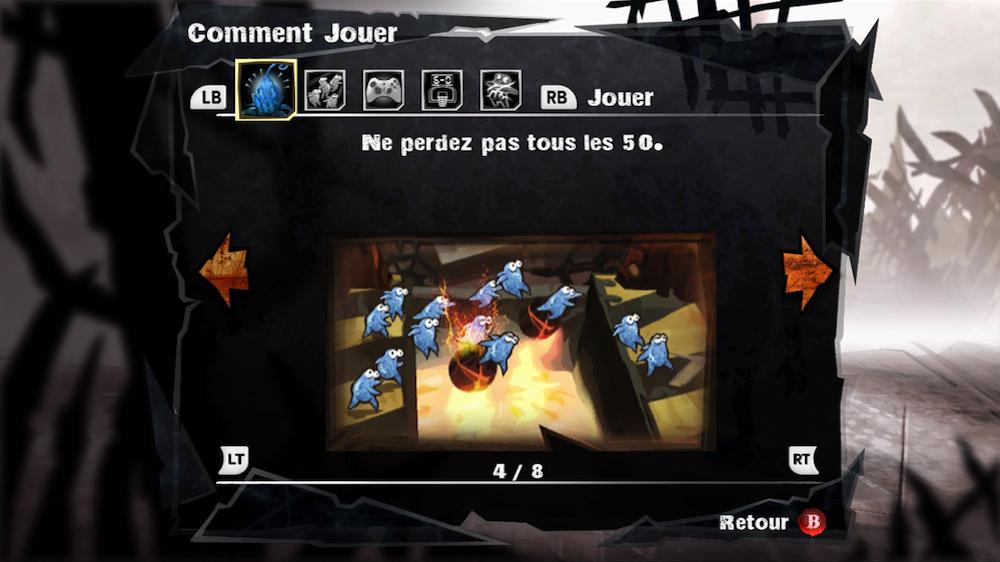 Comment Jouer
LB
RB Jouer
Ne perdez pas tous les 50.
LT
RT
4 / 8
Retour B